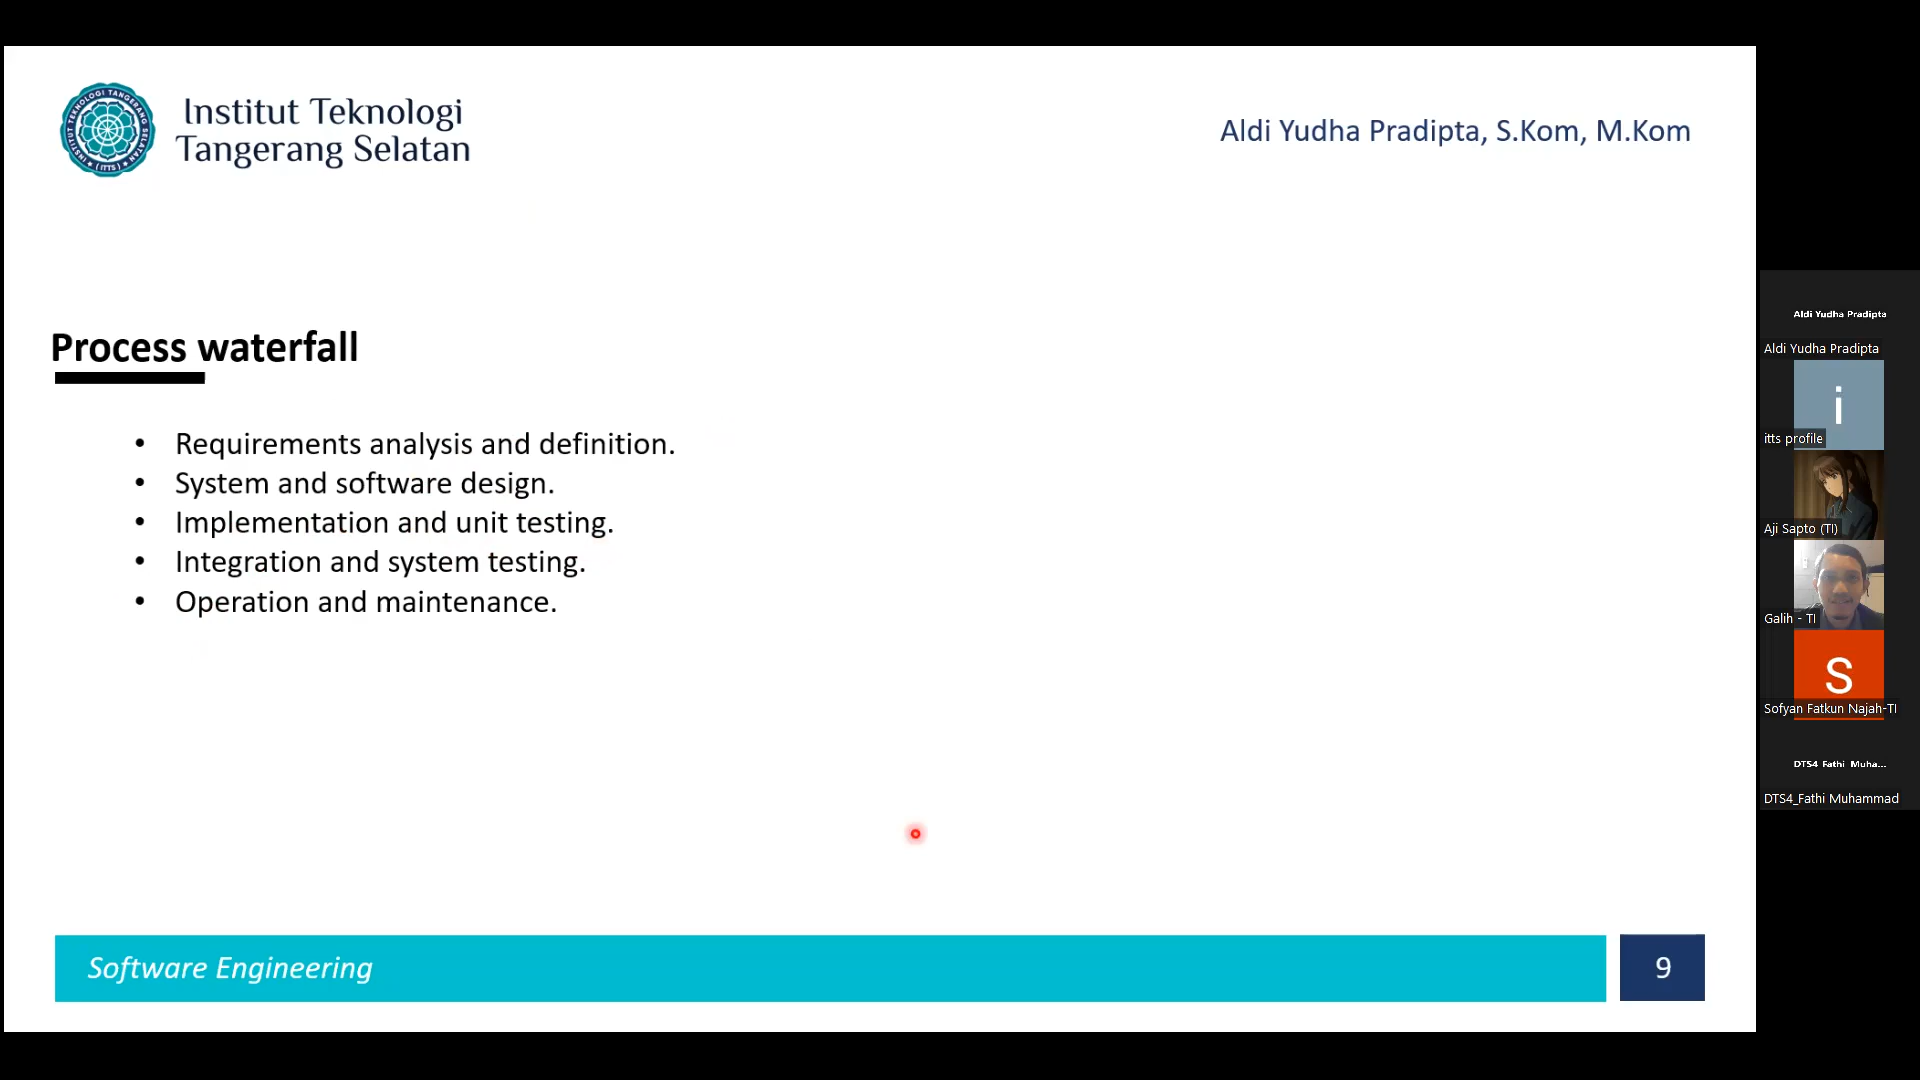 Institut Teknologi
Tangerang Selatan
Aldi Yudha Pradipta, S.Kom, M.Kom
Process waterfall
• Requirements analysis and definition.
• System and software design.
• Implementation and unit testing.
• Integration and system testing.
• Operation and maintenance.
Software Engineering
9
Aldi Yudha Pradipta
Aldi Yudha Pradipta
i
itts profile
Aji Sapto (TI)
Galih - TI
S
Sofyan Fatkun Najah-TI
DTS4 Fathi Muha...
DTS4_Fathi Muhammad